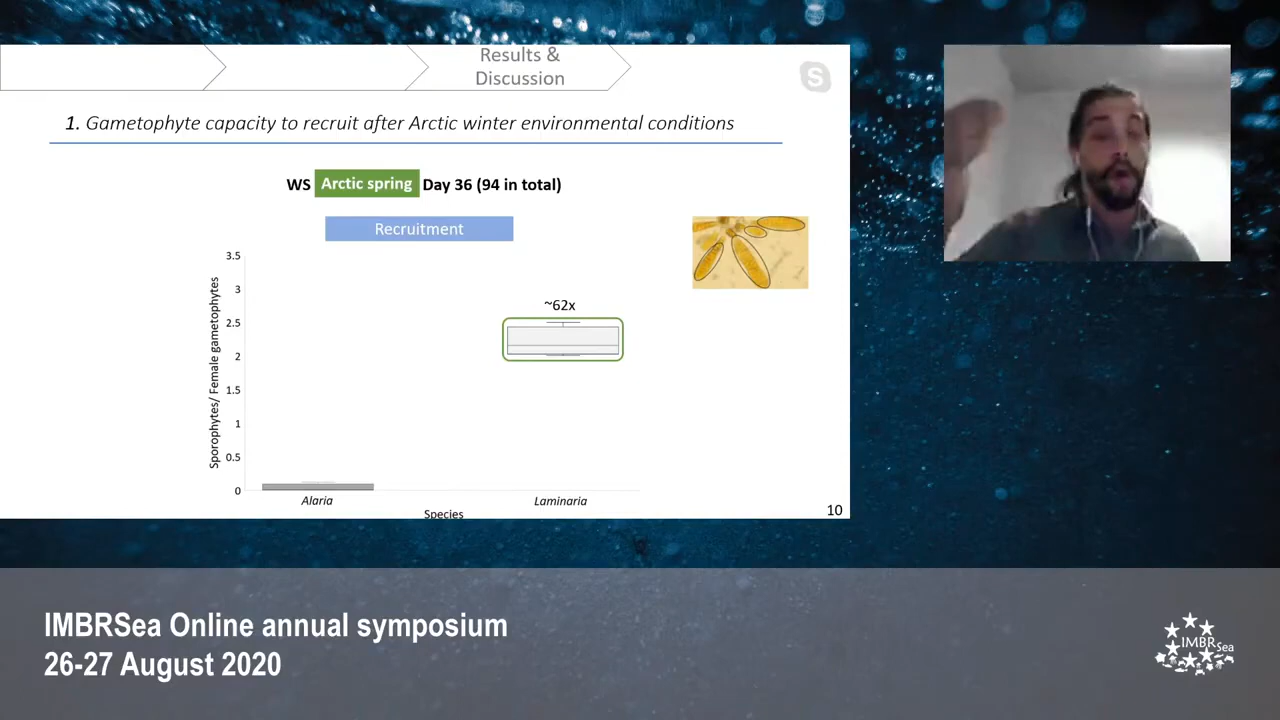 Results &
Discussion
S
1. Gametophyte capacity to recruit after Arctic winter environmental conditions
WS Arctic spring Day 36 (94 in total)
Recruitment
Sporophytes/ Female gametophytes
3.5
3
2.5
2
1.5
1
0.5
0
~62x
Alaria
Laminaria
Species
10
IMBRSea Online annual symposium
26-27 August 2020
IMBRSea